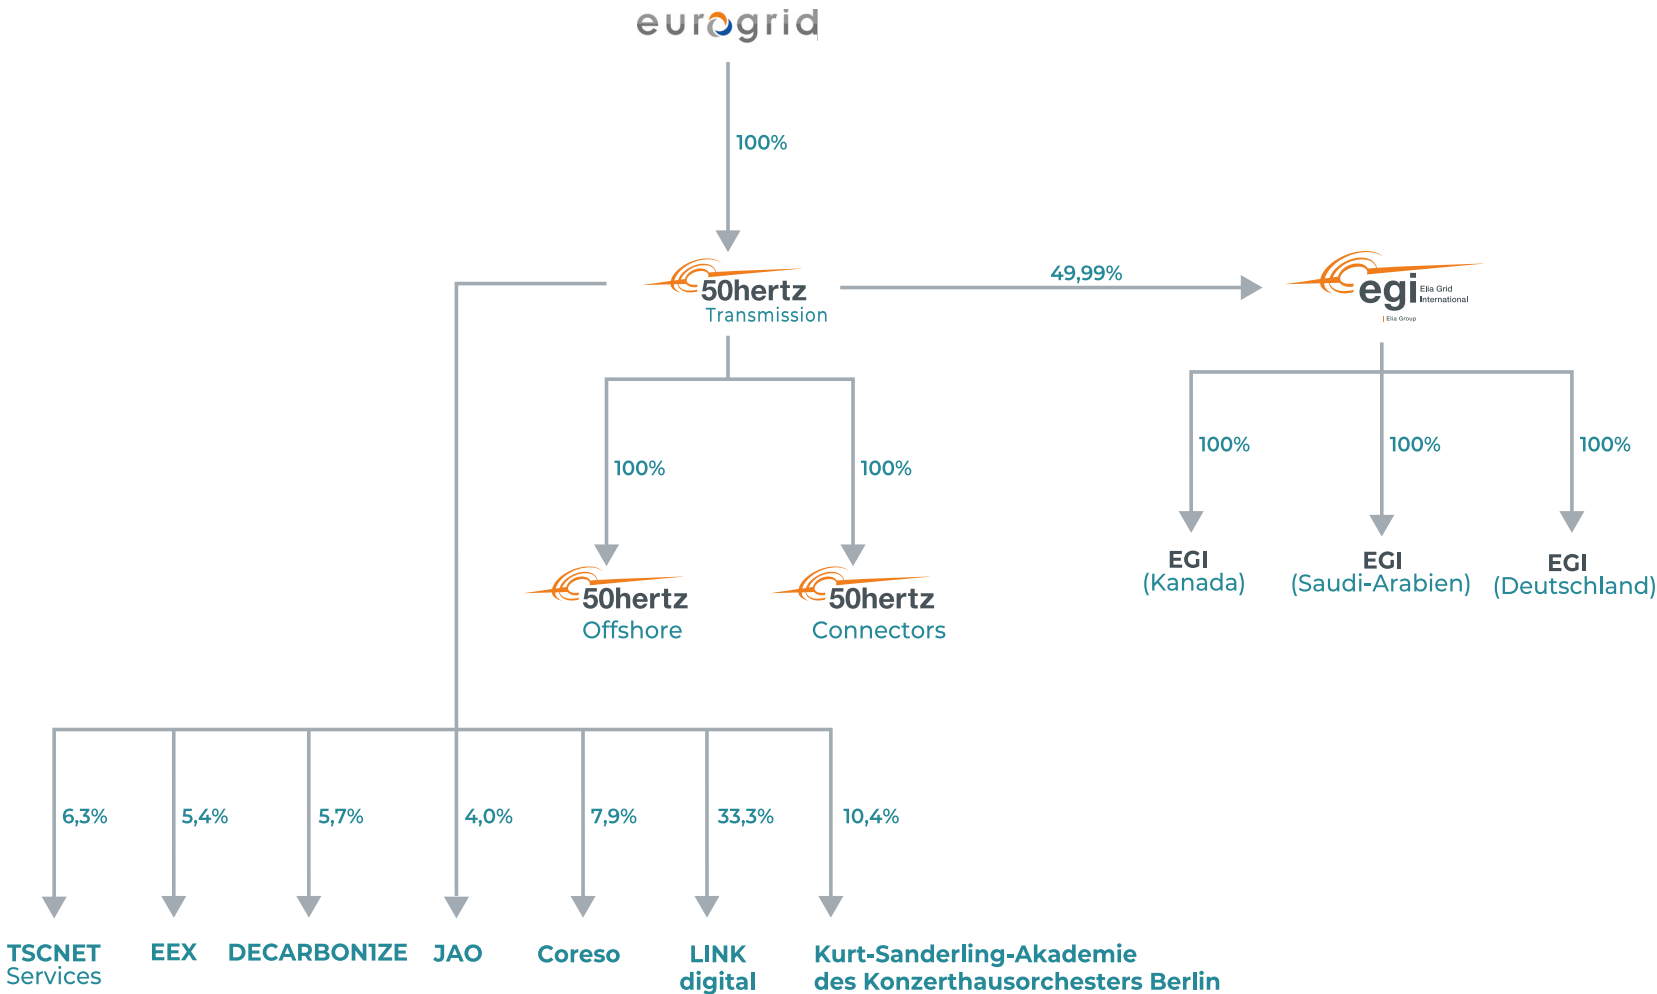 eurogrid
100%
50hertz
Transmission
49,99%
egi
Elia Grid
International
| Elia Group
100%
100%
100%
100%
100%
50hertz
Offshore
50hertz
Connectors
EGI
(Kanada)
EGI
(Saudi-Arabien)
EGI
(Deutschland)
6,3%
5,4%
5,7%
4,0%
7,9%
33,3%
10,4%
TSCNET
Services
EEX
DECARBON1ZE
JAO
Coreso
LINK
digital
Kurt-Sanderling-Akademie
des Konzerthausorchesters Berlin